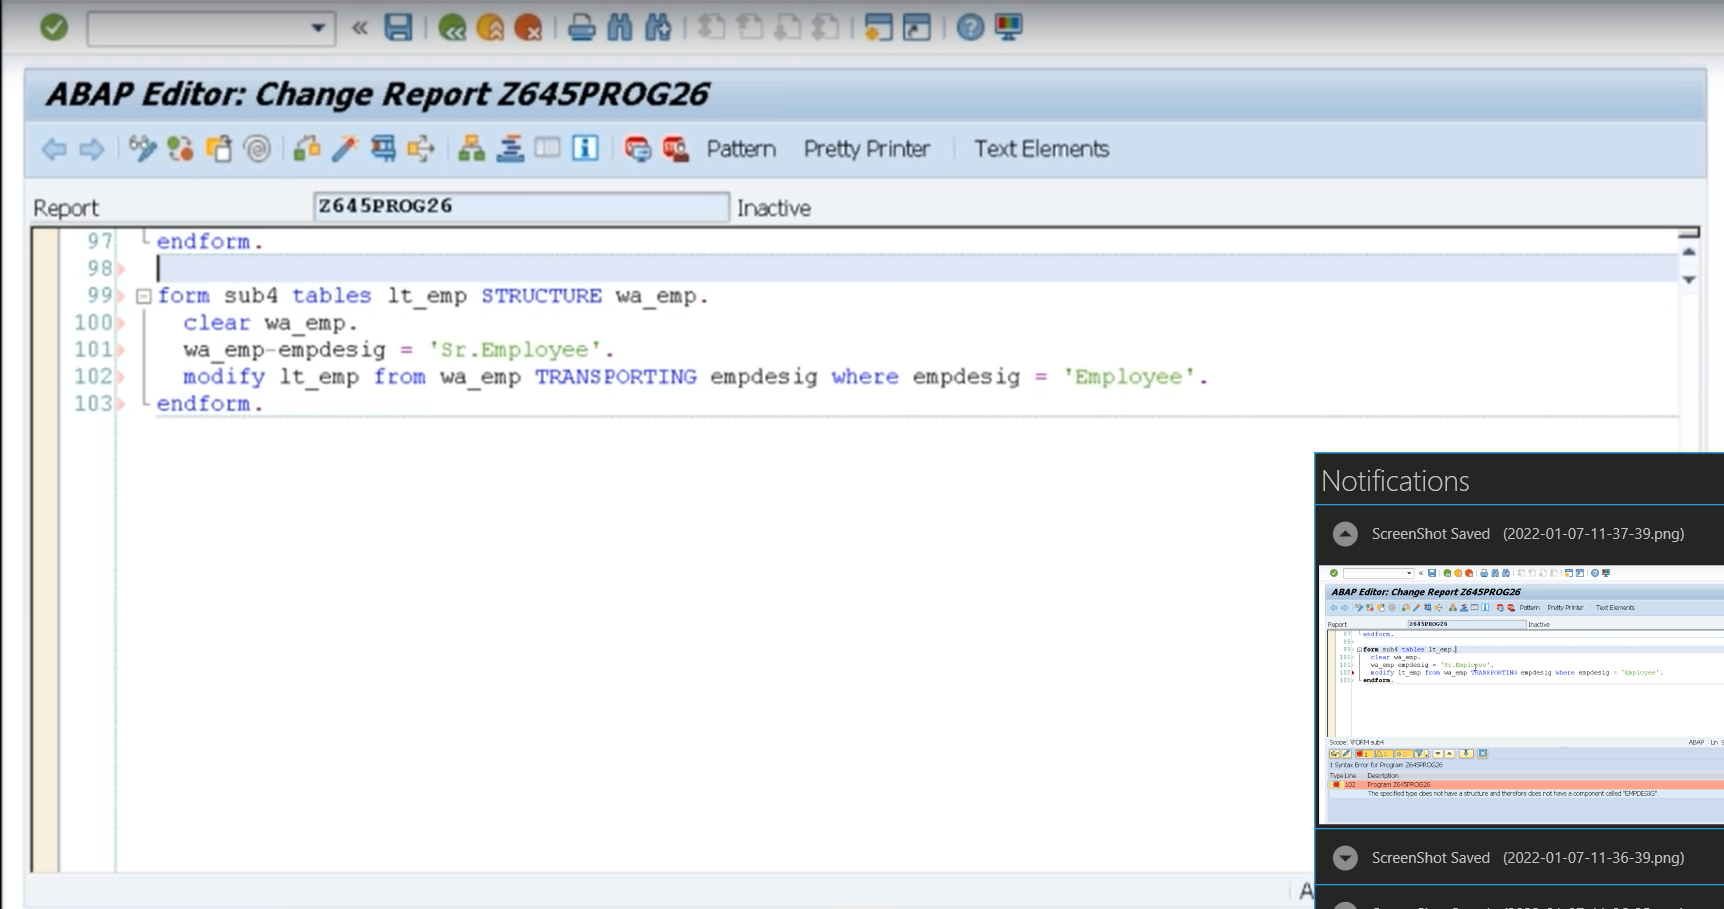 «
ABAP Editor: Change Report Z645PROG26
Pattern Pretty Printer Text Elements
Report Z645PROG26 Inactive
97 endform.
98
99 form sub4 tables lt_emp STRUCTURE wa_emp.
100 clear wa_emp.
101 wa_emp-empdesig = 'Sr.Employee'.
102 modify lt_emp from wa_emp TRANSPORTING empdesig where empdesig = 'Employee'.
103 endform.
A
Notifications
ScreenShot Saved (2022-01-07-11-37-39.png)
ABAP Editor: Change Report Z645PROG26
Pattern Pretty Printer Text Elements
Report Z645PROG26 Inactive
97 endform.
98
99 form sub4 tables lt_emp.
100 clear wa_emp.
101 wa_emp-empdesig = 'Sr.Employee'.
102 modify lt_emp from wa_emp TRANSPORTING empdesig where empdesig = 'Employee'.
103 endform.
Scope: \FORM sub4 ABAP Ln
1 Syntax Error for Program Z645PROG26
Type Line Description
102 Program Z645PROG26
The specified type does not have a structure and therefore does not have a component called "EMPDESIG".
ScreenShot Saved (2022-01-07-11-36-39.png)